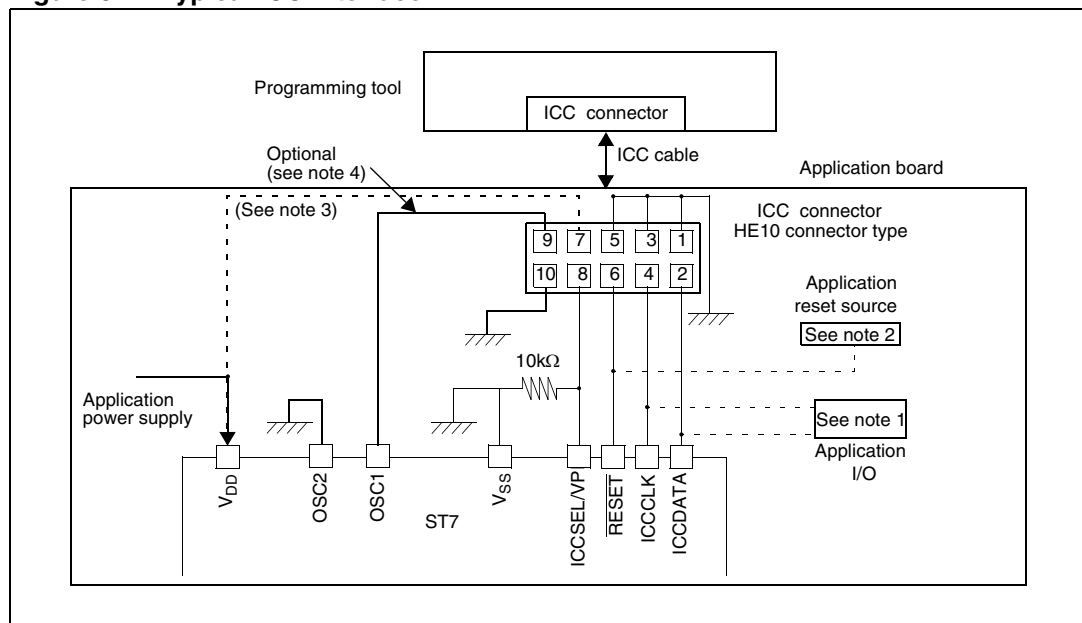 Programming tool
ICC connector
Optional
(see note 4)
ICC cable
Application board
(See note 3)
ICC connector
HE10 connector type
9 7 5 3 1
10 8 6 4 2
Application
reset source
See note 2
10kΩ
Application
power supply
See note 1
Application
I/O
VDD
OSC2
OSC1
VSS
ICCSEL/VPP
RESET
ICCCLK
ICCDATA
ST7